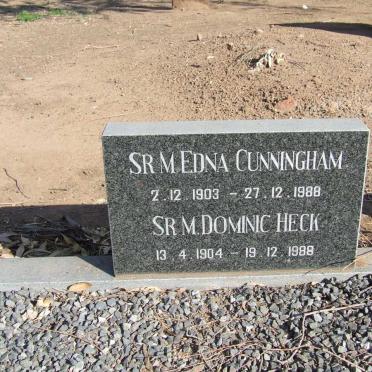 SR M. EDNA CUNNINGHAM
2. 12. 1903 - 27. 12. 1988
SR M. DOMINIC HECK
13 4 1904 - 19. 12. 1988